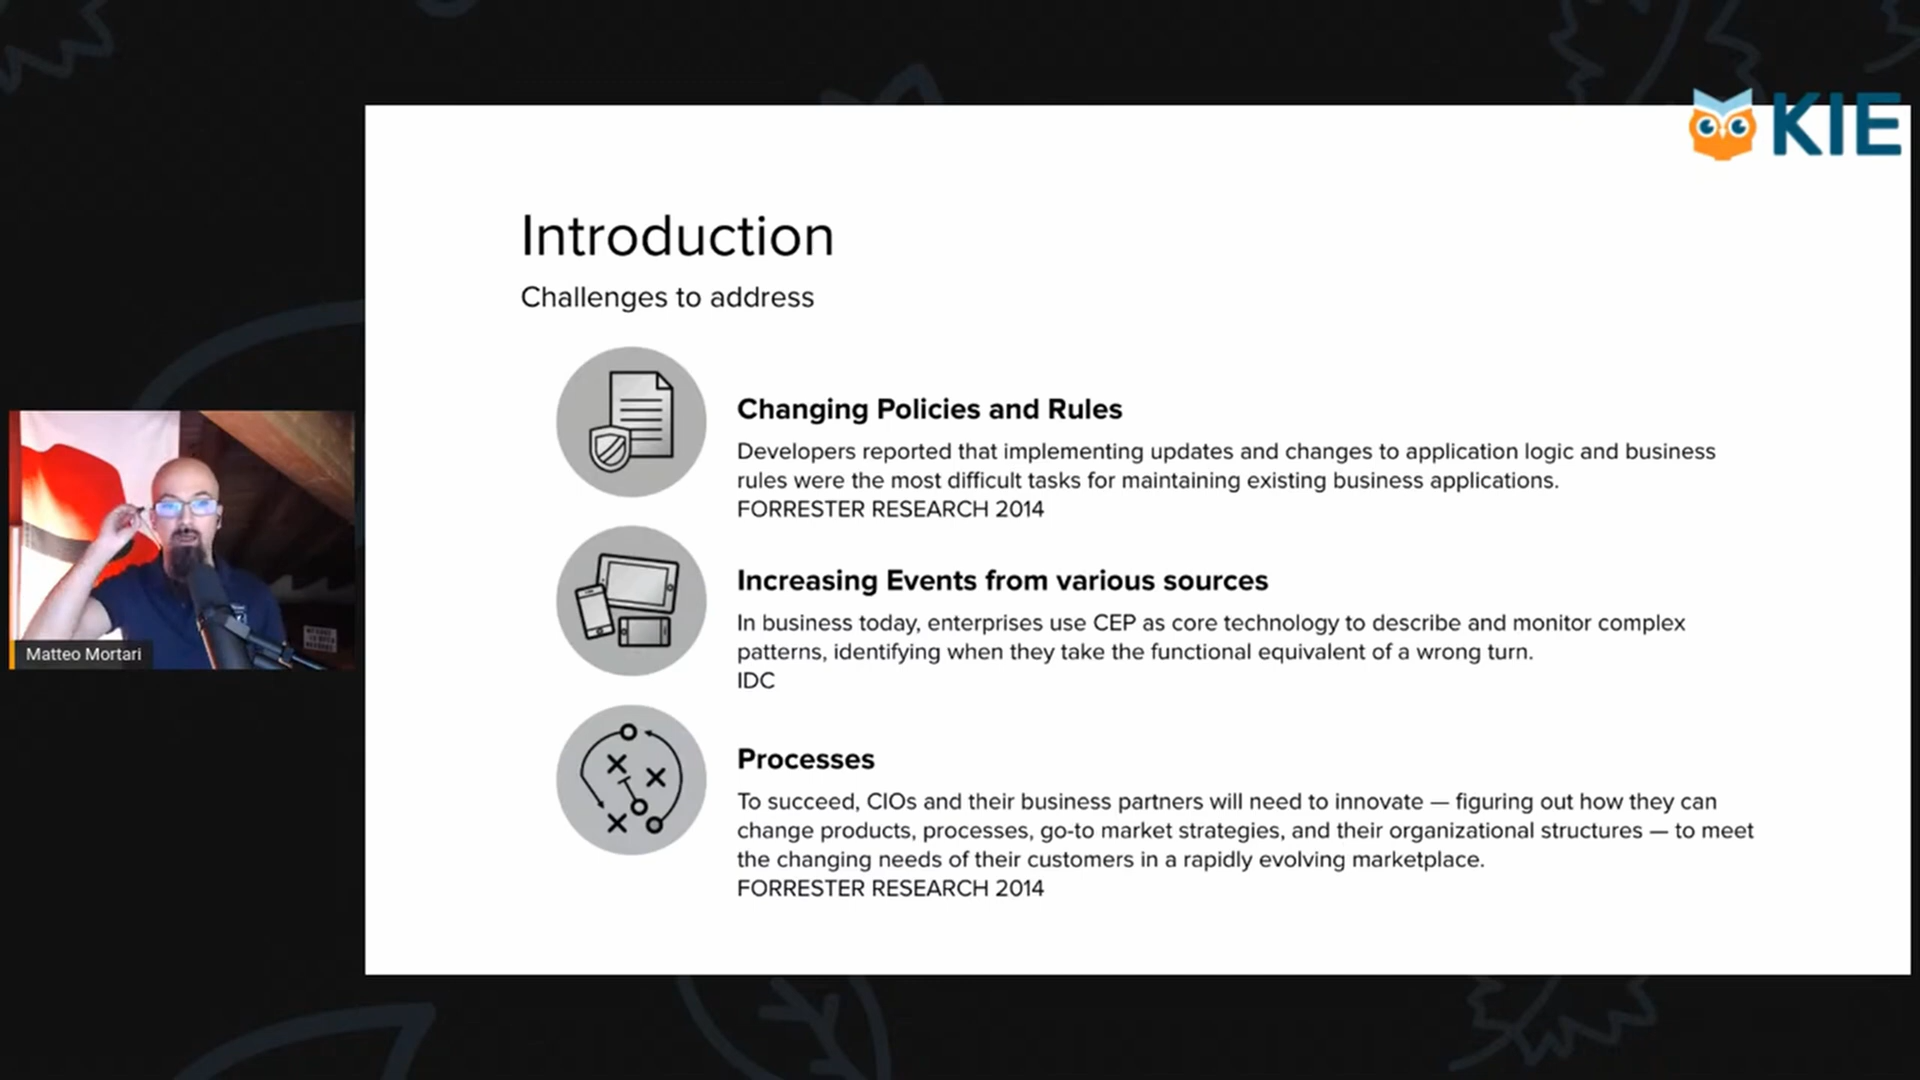 KIE
Introduction
Challenges to address
Changing Policies and Rules
Developers reported that implementing updates and changes to application logic and business
rules were the most difficult tasks for maintaining existing business applications.
FORRESTER RESEARCH 2014
Increasing Events from various sources
In business today, enterprises use CEP as core technology to describe and monitor complex
patterns, identifying when they take the functional equivalent of a wrong turn.
IDC
Processes
To succeed, CIOs and their business partners will need to innovate — figuring out how they can
change products, processes, go-to market strategies, and their organizational structures — to meet
the changing needs of their customers in a rapidly evolving marketplace.
FORRESTER RESEARCH 2014
Matteo Mortari